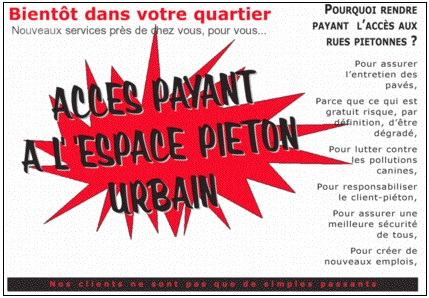 Bientôt dans votre quartier
Nouveaux services près de chez vous, pour vous...
ACCES PAYANT
A L'ESPACE PIETON
URBAIN
POURQUOI RENDRE
PAYANT L'ACCÈS AUX
RUES PIETONNES ?
Pour assurer
l'entretien des
pavés,
Parce que ce qui est
gratuit risque, par
définition, d'être
dégradé,
Pour lutter contre
les pollutions
canines,
Pour responsabiliser
le client-piéton,
Pour assurer une
meilleure sécurité
de tous,
Pour créer de
nouveaux emplois,
Nos clients ne sont pas que de simples passants